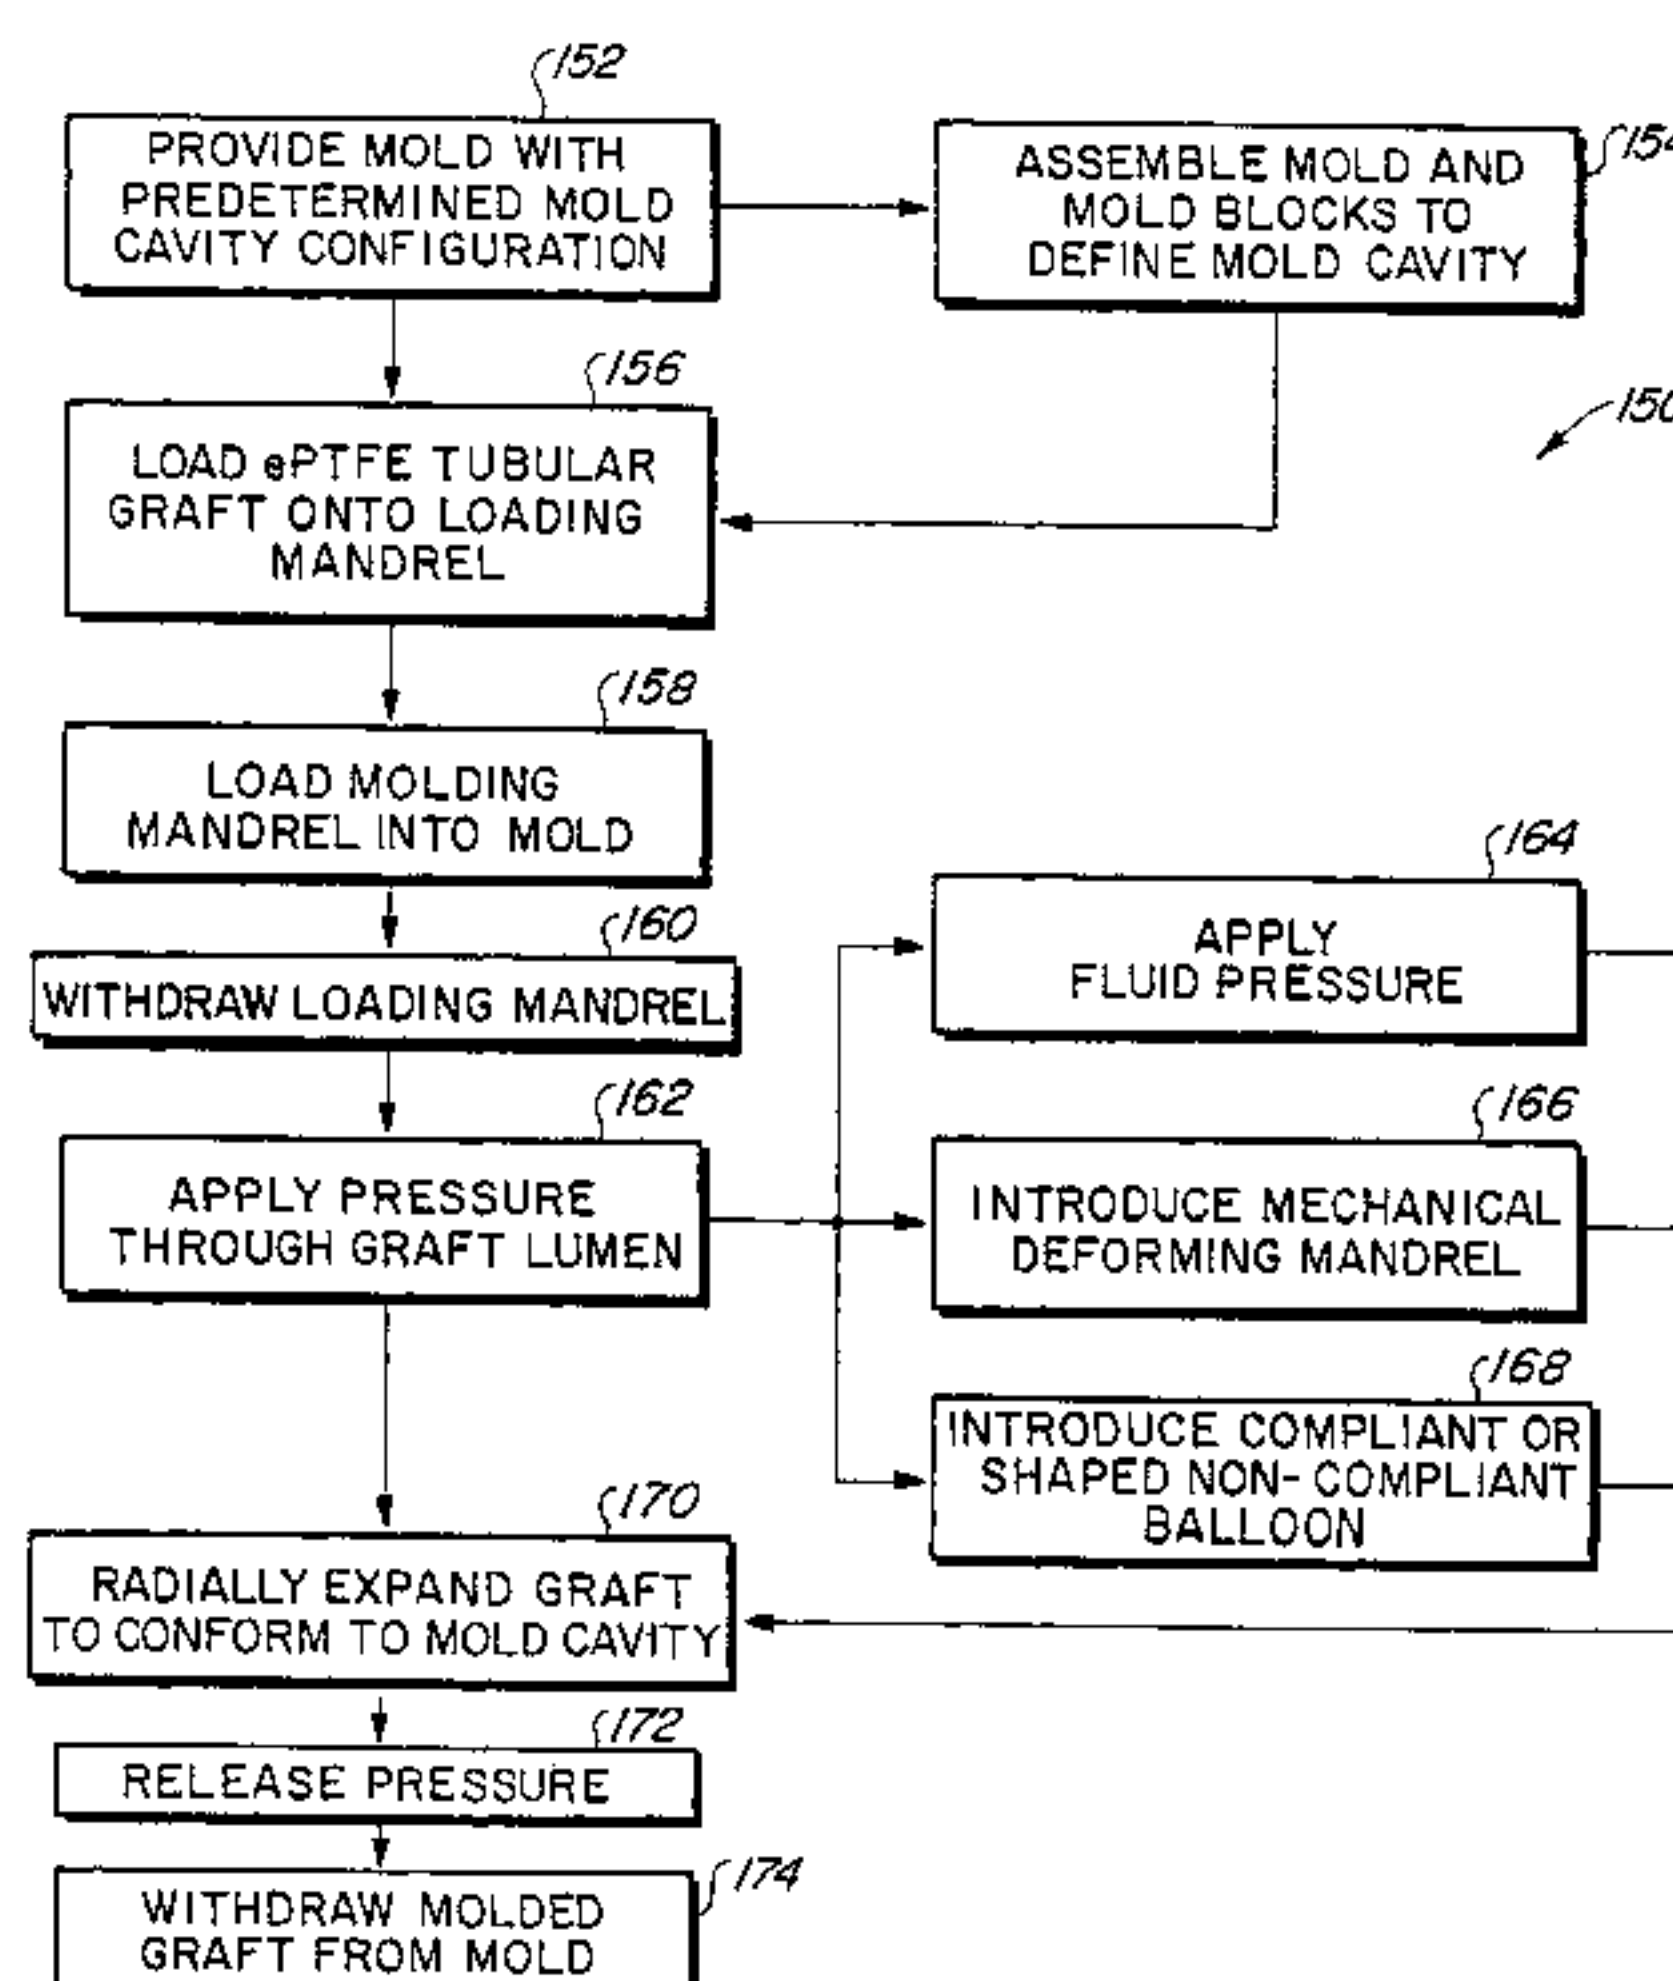 152
PROVIDE MOLD WITH
PREDETERMINED MOLD
CAVITY CONFIGURATION
ASSEMBLE MOLD AND
MOLD BLOCKS TO
DEFINE MOLD CAVITY
156
LOAD ePTFE TUBULAR
GRAFT ONTO LOADING
MANDREL
158
LOAD MOLDING
MANDREL INTO MOLD
160
WITHDRAW LOADING MANDREL
162
APPLY PRESSURE
THROUGH GRAFT LUMEN
164
APPLY
FLUID PRESSURE
166
INTRODUCE MECHANICAL
DEFORMING MANDREL
168
INTRODUCE COMPLIANT OR
SHAPED NON-COMPLIANT
BALLOON
170
RADIALLY EXPAND GRAFT
TO CONFORM TO MOLD CAVITY
172
RELEASE PRESSURE
174
WITHDRAW MOLDED
GRAFT FROM MOLD